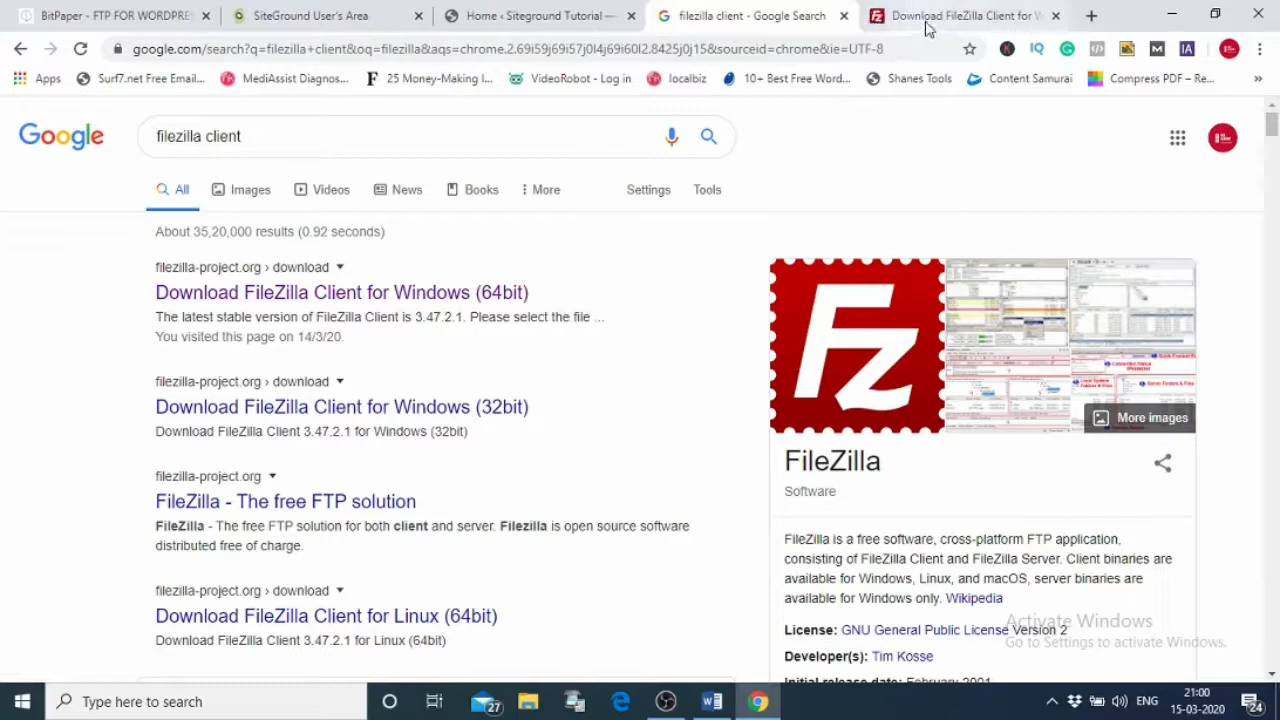 BitPaper - FTP FOR WORDPRES
SiteGround User's Area
Home ‹ Siteground Tutorial —
filezilla client - Google Search
Download FileZilla Client for W
google.com/search?q=filezilla+client&oq=filezilla&aqs=chrome.2.69i59j69i57j0l4j69i60l2.8425j0j15&sourceid=chrome&ie=UTF-8
Apps
Surf7.net Free Email...
MediAssist Diagnos...
25 Money-Making I...
VideoRobot - Log in
localbiz
10+ Best Free Word...
Shanes Tools
Content Samurai
Compress PDF – Re...
Google
filezilla client
All
Images
Videos
News
Books
More
Settings
Tools
About 35,20,000 results (0.92 seconds)
filezilla-project.org › download
Download FileZilla Client for Windows (64bit)
The latest stable version of FileZilla Client is 3.47.2.1. Please select the file ...
You visited this page on 14/3/20.
filezilla-project.org › download
Download FileZilla Client for Windows (32bit)
Download FileZilla Client 3.47.2.1 for Windows (32bit)
filezilla-project.org
FileZilla - The free FTP solution
FileZilla - The free FTP solution for both client and server. Filezilla is open source software
distributed free of charge.
filezilla-project.org › download
Download FileZilla Client for Linux (64bit)
Download FileZilla Client 3.47.2.1 for Linux (64bit)
Fz
More images
FileZilla
Software
FileZilla is a free software, cross-platform FTP application,
consisting of FileZilla Client and FileZilla Server. Client binaries are
available for Windows, Linux, and macOS, server binaries are
available for Windows only. Wikipedia
License: GNU General Public License Version 2
Developer(s): Tim Kosse
Initial release date: February 2001
Activate Windows
Go to Settings to activate Windows.
Type here to search
27
ENG
21:00
15-03-2020
24